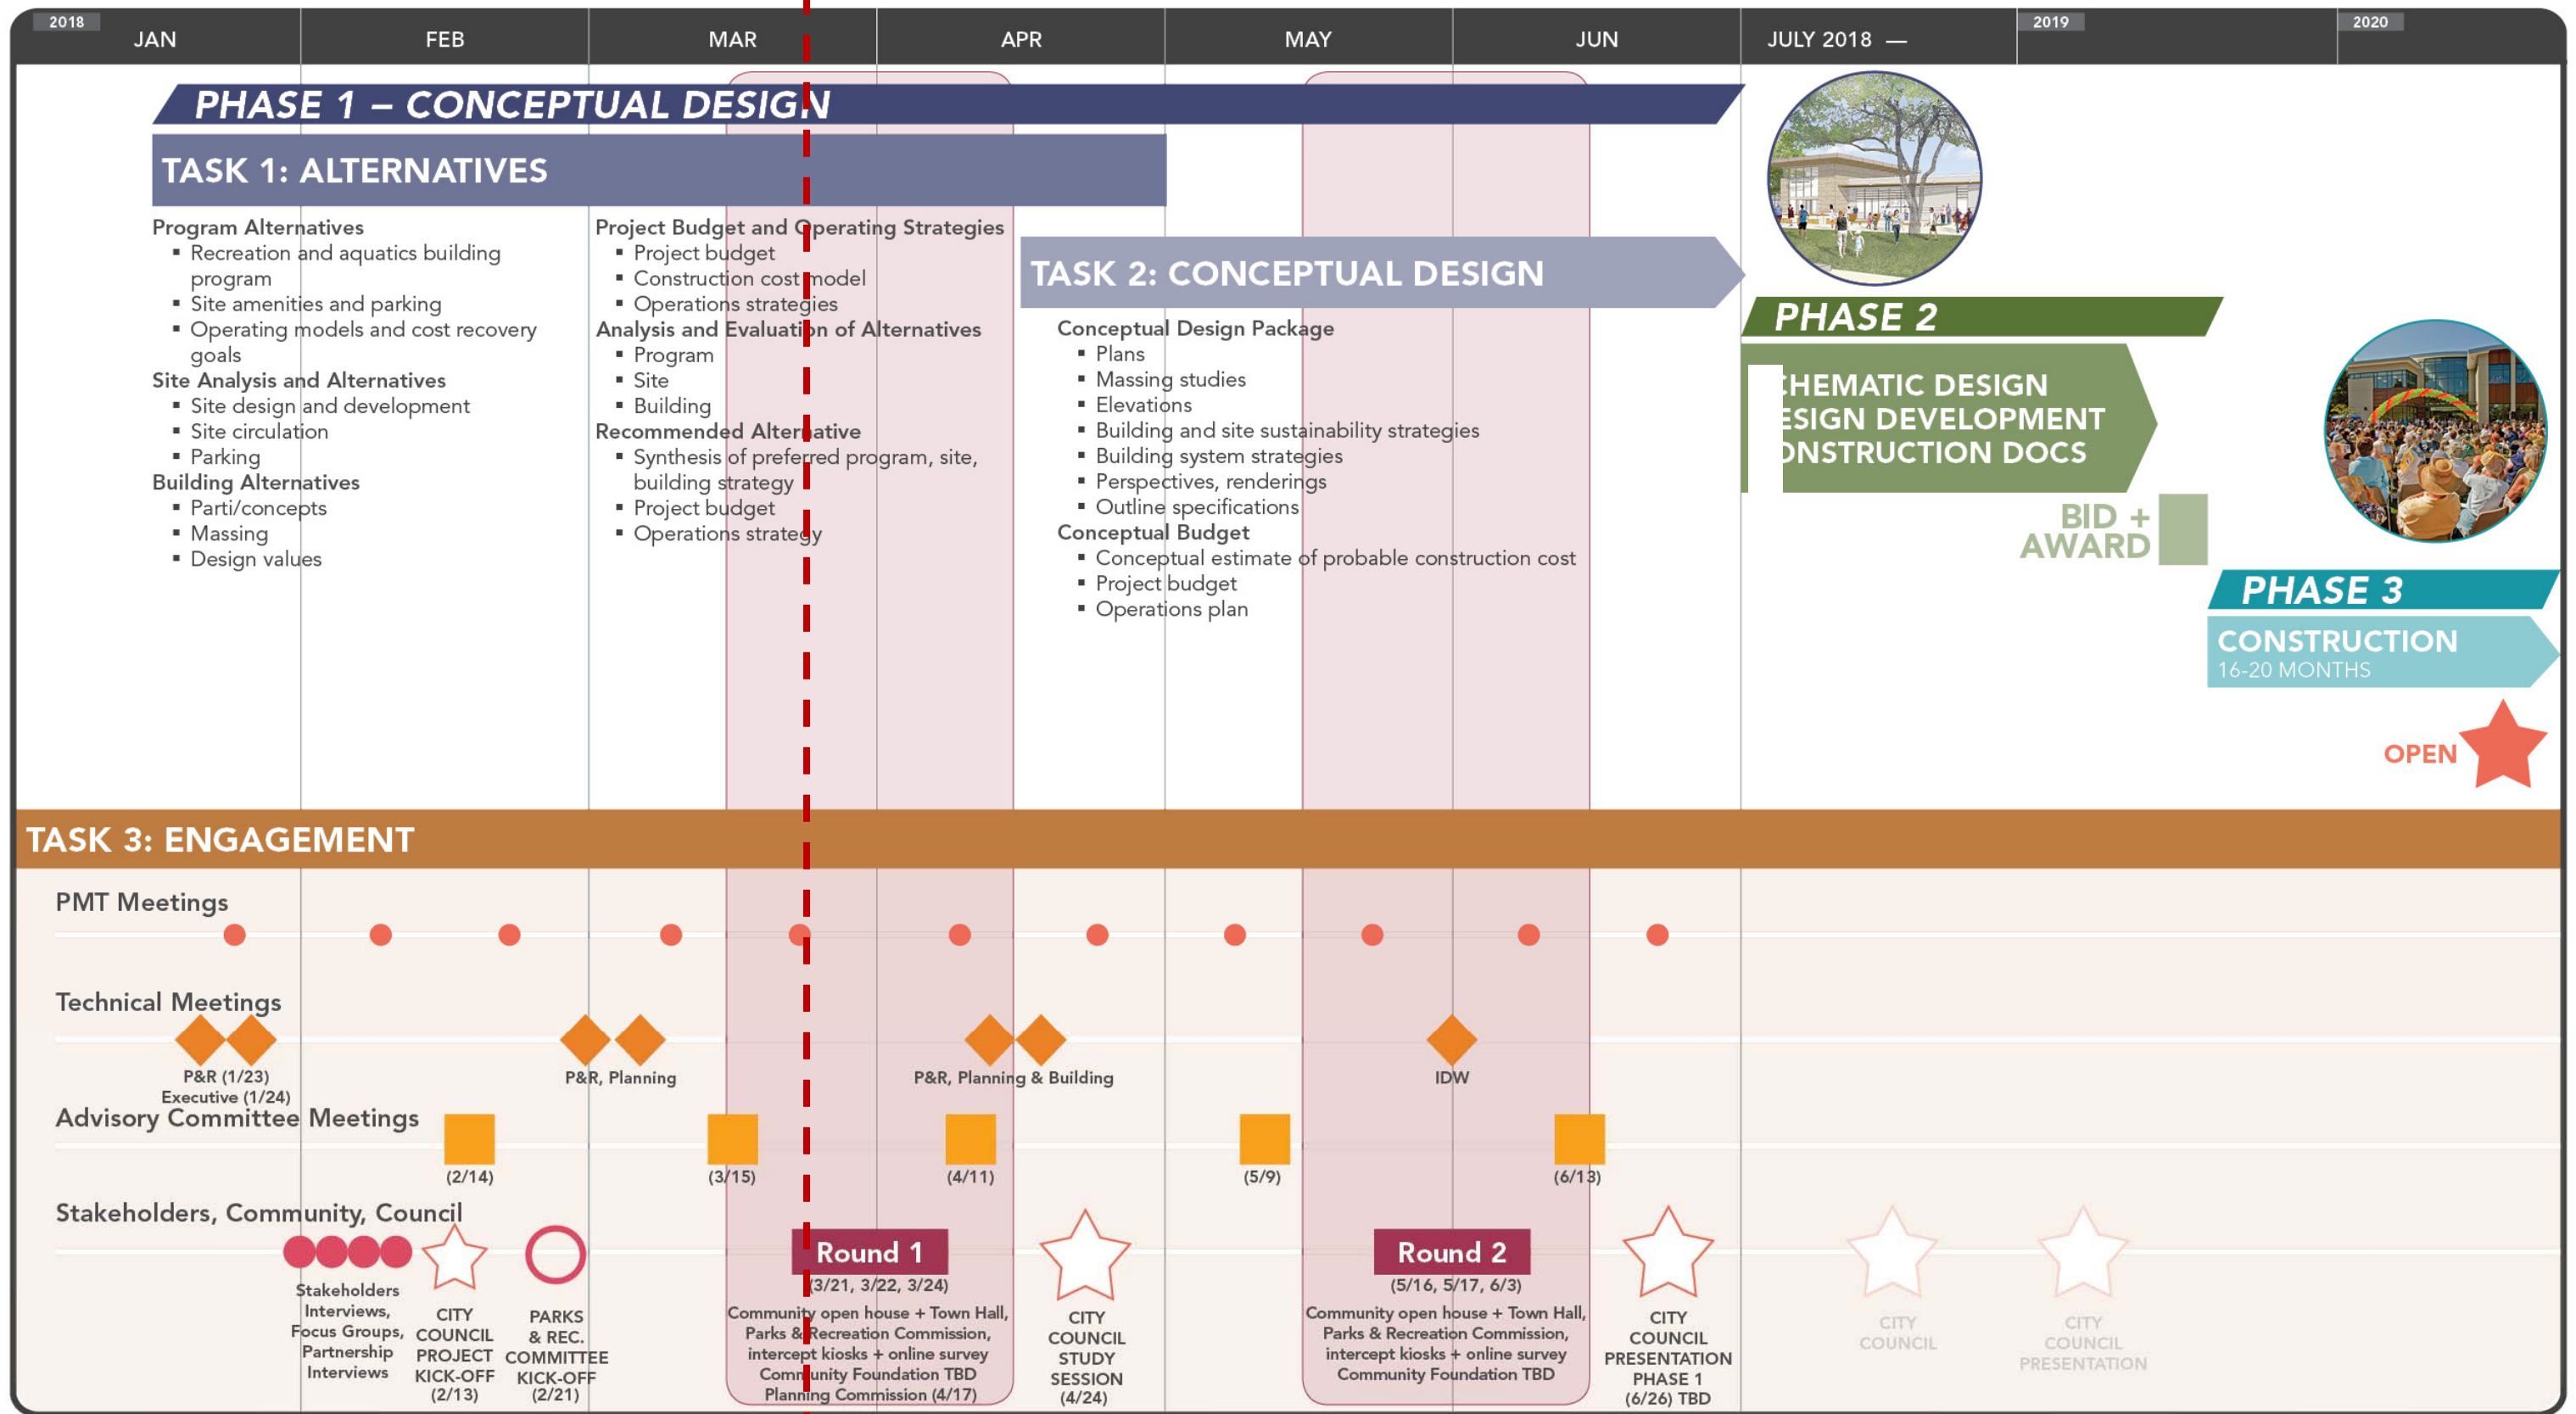 2018
2019
2020
JAN
FEB
MAR
APR
MAY
JUN
JULY 2018 —
PHASE 1 – CONCEPTUAL DESIGN
TASK 1: ALTERNATIVES
Program Alternatives
▪ Recreation and aquatics building
program
▪ Site amenities and parking
▪ Operating models and cost recovery
goals
Site Analysis and Alternatives
▪ Site design and development
▪ Site circulation
▪ Parking
Building Alternatives
▪ Parti/concepts
▪ Massing
▪ Design values
Project Budget and Operating Strategies
▪ Project budget
▪ Construction cost model
▪ Operations strategies
Analysis and Evaluation of Alternatives
▪ Program
▪ Site
▪ Building
Recommended Alternative
▪ Synthesis of preferred program, site,
building strategy
▪ Project budget
▪ Operations strategy
TASK 2: CONCEPTUAL DESIGN
Conceptual Design Package
▪ Plans
▪ Massing studies
▪ Elevations
▪ Building and site sustainability strategies
▪ Building system strategies
▪ Perspectives, renderings
▪ Outline specifications
Conceptual Budget
▪ Conceptual estimate of probable construction cost
▪ Project budget
▪ Operations plan
PHASE 2
CHEMATIC DESIGN
ESIGN DEVELOPMENT
ONSTRUCTION DOCS
BID +
AWARD
PHASE 3
CONSTRUCTION
16-20 MONTHS
OPEN
TASK 3: ENGAGEMENT
PMT Meetings
Technical Meetings
P&R (1/23)
Executive (1/24)
P&R, Planning
P&R, Planning & Building
IDW
Advisory Committee Meetings
(2/14)
(3/15)
(4/11)
(5/9)
(6/13)
Stakeholders, Community, Council
Stakeholders
Interviews,
Focus Groups,
Partnership
Interviews
CITY
COUNCIL
PROJECT
KICK-OFF
(2/13)
PARKS
& REC.
COMMITTEE
KICK-OFF
(2/21)
Round 1
(3/21, 3/22, 3/24)
Community open house + Town Hall,
Parks & Recreation Commission,
intercept kiosks + online survey
Community Foundation TBD
Planning Commission (4/17)
CITY
COUNCIL
STUDY
SESSION
(4/24)
Round 2
(5/16, 5/17, 6/3)
Community open house + Town Hall,
Parks & Recreation Commission,
intercept kiosks + online survey
Community Foundation TBD
CITY
COUNCIL
PRESENTATION
PHASE 1
(6/26) TBD
CITY
COUNCIL
CITY
COUNCIL
PRESENTATION